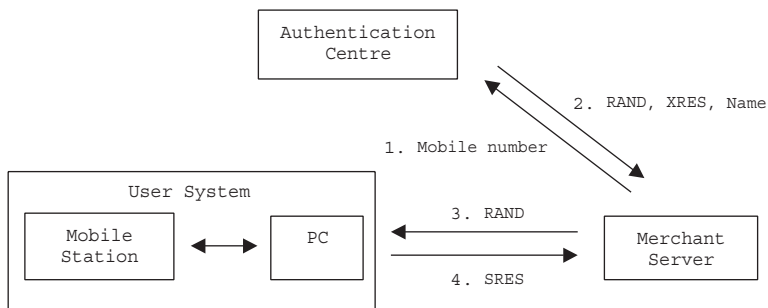 Authentication
Centre
2. RAND, XRES, Name
1. Mobile number
User System
Mobile
Station
PC
3. RAND
4. SRES
Merchant
Server